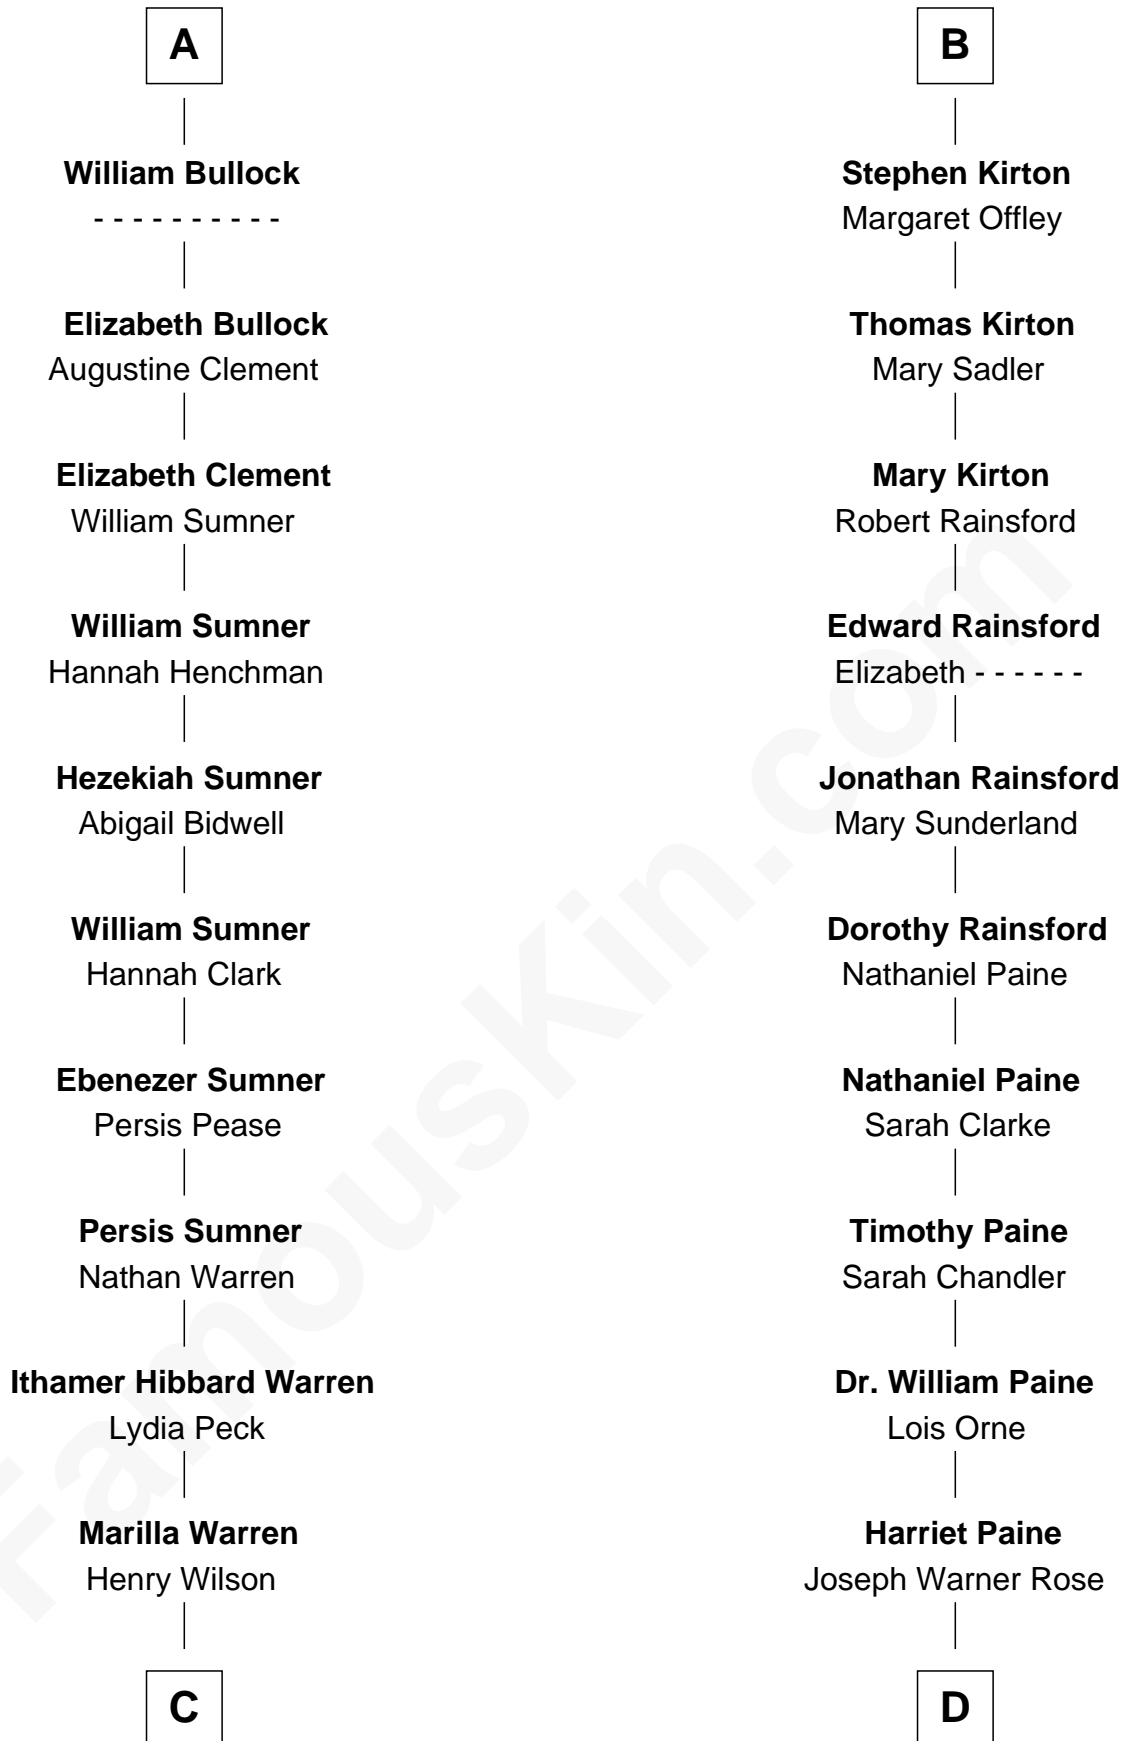 A
William Bullock
- - - - - - - - - -
Elizabeth Bullock
Augustine Clement
Elizabeth Clement
William Sumner
William Sumner
Hannah Henchman
Hezekiah Sumner
Abigail Bidwell
William Sumner
Hannah Clark
Ebenezer Sumner
Persis Pease
Persis Sumner
Nathan Warren
Ithamer Hibbard Warren
Lydia Peck
Marilla Warren
Henry Wilson
C
B
Stephen Kirton
Margaret Offley
Thomas Kirton
Mary Sadler
Mary Kirton
Robert Rainsford
Edward Rainsford
Elizabeth - - - - - -
Jonathan Rainsford
Mary Sunderland
Dorothy Rainsford
Nathaniel Paine
Nathaniel Paine
Sarah Clarke
Timothy Paine
Sarah Chandler
Dr. William Paine
Lois Orne
Harriet Paine
Joseph Warner Rose
D
FamousKin.com